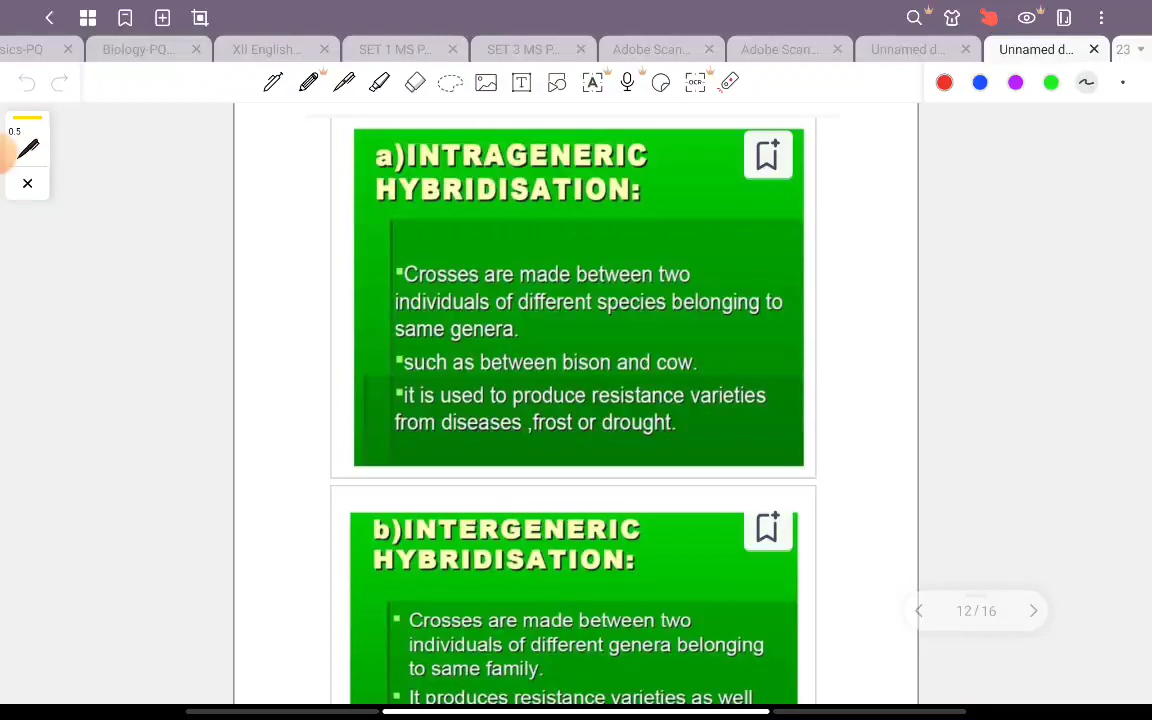 sics-PQ
Biology-PQ...
XII English...
SET 1 MS P...
SET 3 MS P...
Adobe Scan...
Adobe Scan...
Unnamed d...
Unnamed d...
23
T
A
OCR
0.5
a)INTRAGENERIC
HYBRIDISATION:
Crosses are made between two
individuals of different species belonging to
same genera.
such as between bison and cow.
it is used to produce resistance varieties
from diseases ,frost or drought.
b)INTERGENERIC
HYBRIDISATION:
Crosses are made between two
individuals of different genera belonging
to same family.
It produces resistance varieties as well
12/16